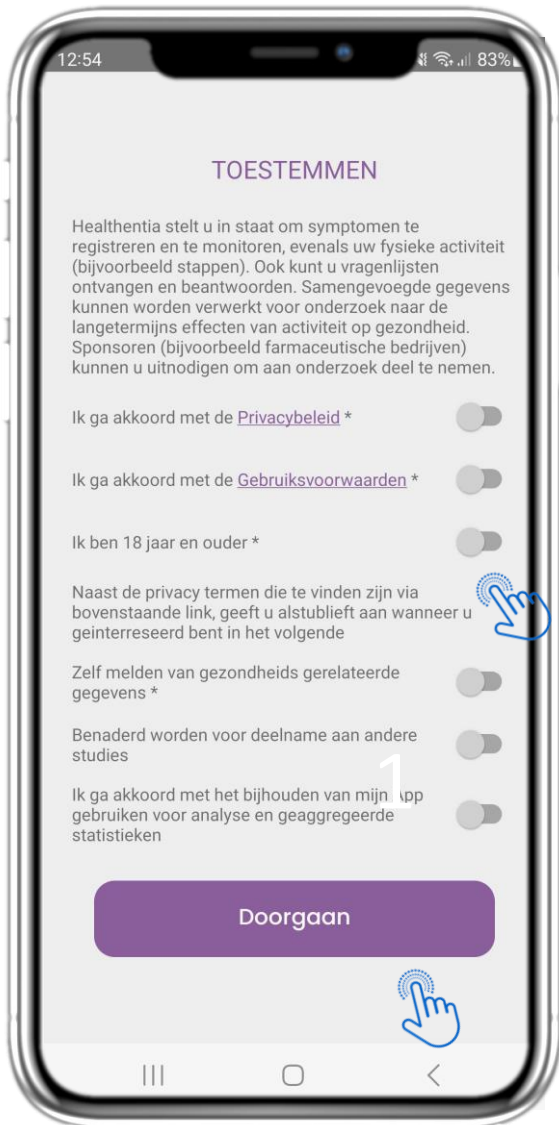 12:54
83%
TOESTEMMEN
Healthentia stelt u in staat om symptomen te
registreren en te monitoren, evenals uw fysieke activiteit
(bijvoorbeeld stappen). Ook kunt u vragenlijsten
ontvangen en beantwoorden. Samengevoegde gegevens
kunnen worden verwerkt voor onderzoek naar de
langetermijns effecten van activiteit op gezondheid.
Sponsoren (bijvoorbeeld farmaceutische bedrijven)
kunnen u uitnodigen om aan onderzoek deel te nemen.
Ik ga akkoord met de Privacybeleid *
Ik ga akkoord met de Gebruiksvoorwaarden *
Ik ben 18 jaar en ouder *
Naast de privacy termen die te vinden zijn via
bovenstaande link, geeft u alstublieft aan wanneer u
geinterreseerd bent in het volgende
Zelf melden van gezondheids gerelateerde
gegevens *
Benaderd worden voor deelname aan andere
studies
1
Ik ga akkoord met het bijhouden van mijn App
gebruiken voor analyse en geaggregeerde
statistieken
Doorgaan